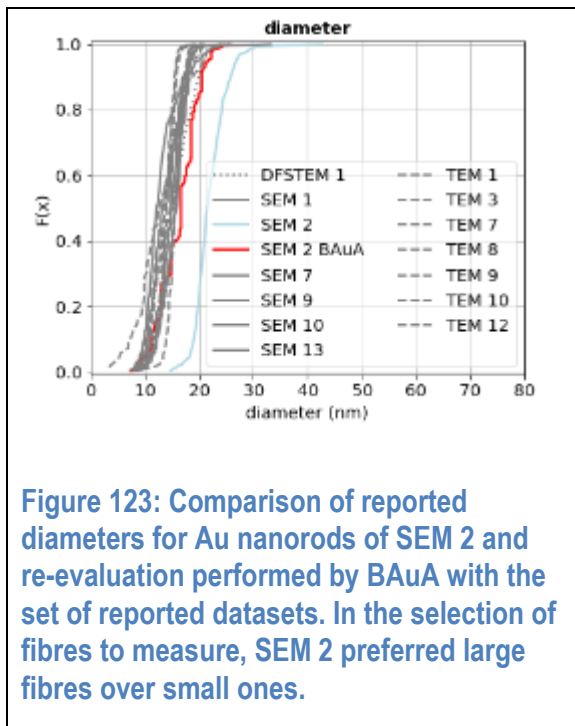 diameter
1.0
0.8
0.6
0.4
0.2
0.0
F(x)
DFSTEM 1
SEM 1
SEM 2
SEM 2 BAuA
SEM 7
SEM 9
SEM 10
SEM 13
TEM 1
TEM 3
TEM 7
TEM 8
TEM 9
TEM 10
TEM 12
0 10 20 30 40 50 60 70 80
diameter (nm)
Figure 123: Comparison of reported
diameters for Au nanorods of SEM 2 and
re-evaluation performed by BAuA with the
set of reported datasets. In the selection of
fibres to measure, SEM 2 preferred large
fibres over small ones.